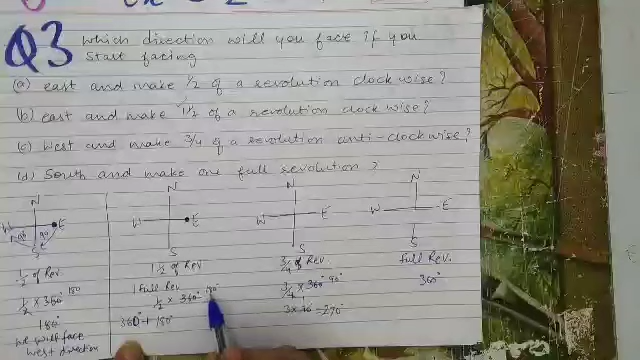 Q3 Which direction will you face if you
start facing
(a) east and make 1/2 of a revolution clockwise?
(b) east and make 1 1/2 of a revolution clockwise?
(c) West and make 3/4 of a revolution anti-clockwise?
(d) South and make one full revolution?
N N N N
W E W E W E W E
90° 90°
S S S S
1/2 of Rev. 1 1/2 of Rev 3/4 of Rev full Rev.
1/2 × 360° 180 1 full Rev 360°
1/2 × 360° 180° × 360° 90°
180° 360° + 180° 3×90 = 270°
we will face
west direction